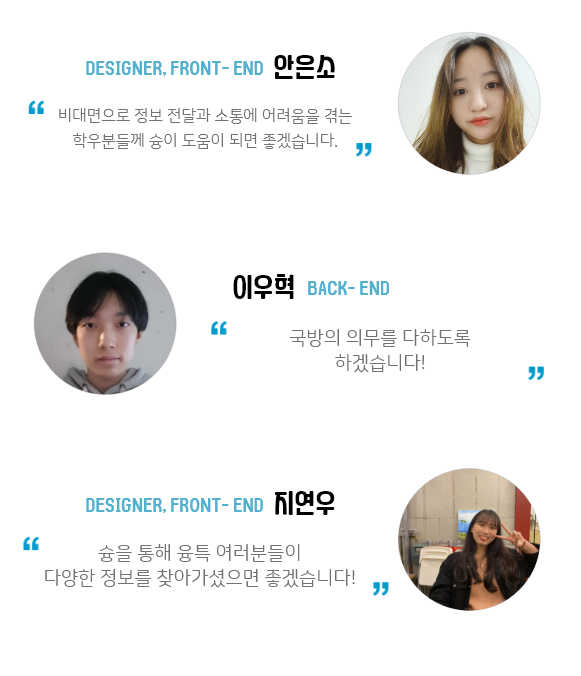 DESIGNER, FRONT- END 안은소
“ 비대면으로 정보 전달과 소통에 어려움을 겪는
학우분들께 슝이 도움이 되면 좋겠습니다. ”
이우혁 BACK- END
“ 국방의 의무를 다하도록
하겠습니다! ”
DESIGNER, FRONT- END 지연우
“ 슝을 통해 융특 여러분들이
다양한 정보를 찾아가셨으면 좋겠습니다! ”